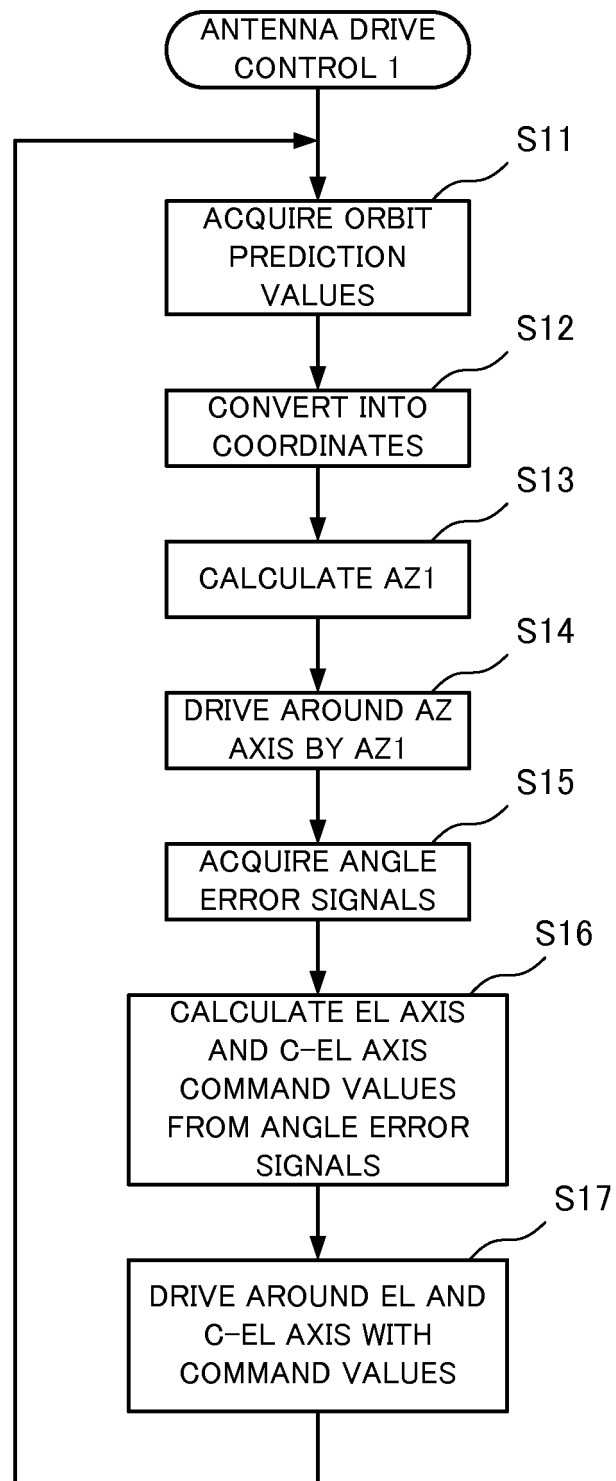 ANTENNA DRIVE
CONTROL 1
S11
ACQUIRE ORBIT
PREDICTION
VALUES
S12
CONVERT INTO
COORDINATES
S13
CALCULATE AZ1
S14
DRIVE AROUND AZ
AXIS BY AZ1
S15
ACQUIRE ANGLE
ERROR SIGNALS
S16
CALCULATE EL AXIS
AND C-EL AXIS
COMMAND VALUES
FROM ANGLE ERROR
SIGNALS
S17
DRIVE AROUND EL AND
C-EL AXIS WITH
COMMAND VALUES